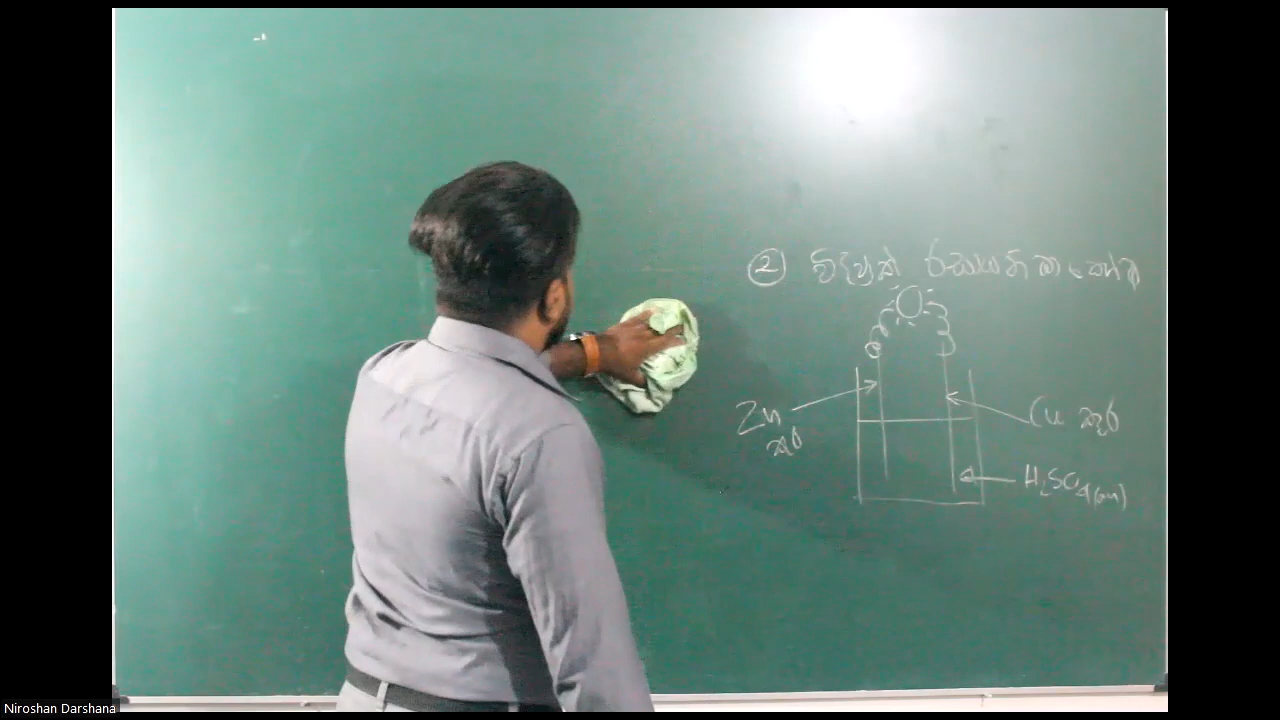 ② විද්‍යුත් රසායනික කෝෂ
Zn
කූර
Cu කූර
H₂SO₄(aq)
Niroshan Darshana